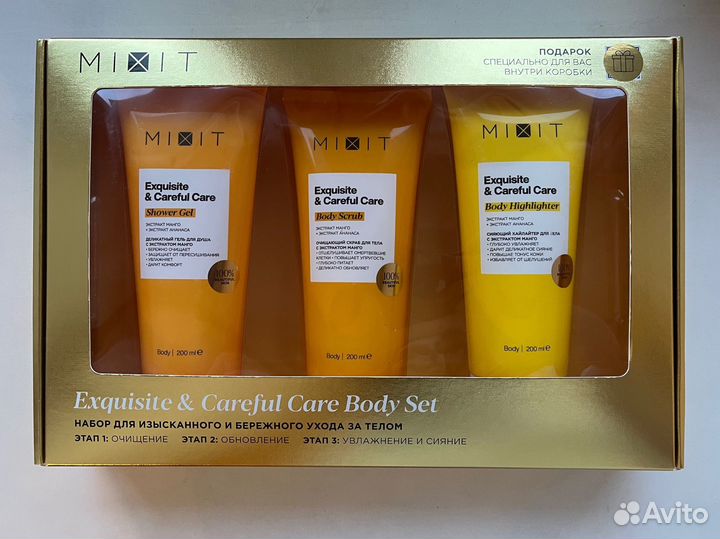 MIXIT
ПОДАРОК
СПЕЦИАЛЬНО ДЛЯ ВАС
ВНУТРИ КОРОБКИ
MIXIT
Exquisite
& Careful Care
Shower Gel
ЭКСТРАКТ МАНГО
+ ЭКСТРАКТ АНАНАСА
ДЕЛИКАТНЫЙ ГЕЛЬ ДЛЯ ДУША
С ЭКСТРАКТОМ МАНГО
• БЕРЕЖНО ОЧИЩАЕТ
• ЗАЩИЩАЕТ ОТ ПЕРЕСУШИВАНИЯ
• УВЛАЖНЯЕТ
• ДАРИТ КОМФОРТ
100%
BEAUTIFUL
SKIN
Body | 200 ml e
MIXIT
Exquisite
& Careful Care
Body Scrub
ЭКСТРАКТ МАНГО
+ ЭКСТРАКТ АНАНАСА
ОЧИЩАЮЩИЙ СКРАБ ДЛЯ ТЕЛА
С ЭКСТРАКТОМ МАНГО
• ОТШЕЛУШИВАЕТ ОМЕРТВЕВШИЕ
КЛЕТКИ • ПОВЫШАЕТ УПРУГОСТЬ
• ГЛУБОКО ПИТАЕТ
• ДЕЛИКАТНО ОБНОВЛЯЕТ
100%
BEAUTIFUL
SKIN
Body | 200 ml e
MIXIT
Exquisite
& Careful Care
Body Highlighter
ЭКСТРАКТ МАНГО
+ ЭКСТРАКТ АНАНАСА
СИЯЮЩИЙ ХАЙЛАЙТЕР ДЛЯ ТЕЛА
С ЭКСТРАКТОМ МАНГО
• ГЛУБОКО УВЛАЖНЯЕТ
• ДАРИТ ДЕЛИКАТНОЕ СИЯНИЕ
• ПОВЫШАЕТ ТОНУС КОЖИ
• ИЗБАВЛЯЕТ ОТ ШЕЛУШЕНИЙ
Body | 200 ml e
Exquisite & Careful Care Body Set
НАБОР ДЛЯ ИЗЫСКАННОГО И БЕРЕЖНОГО УХОДА ЗА ТЕЛОМ
ЭТАП 1: ОЧИЩЕНИЕ ЭТАП 2: ОБНОВЛЕНИЕ ЭТАП 3: УВЛАЖНЕНИЕ И СИЯНИЕ
Avito